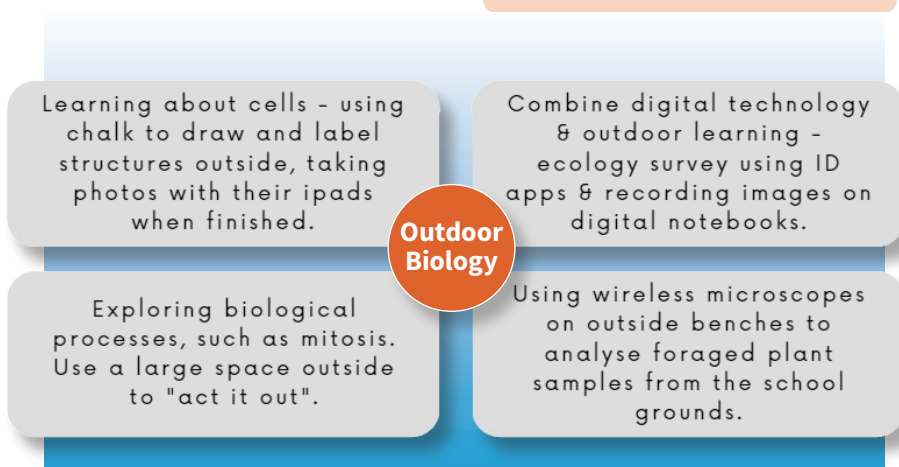 Learning about cells - using
chalk to draw and label
structures outside, taking
photos with their ipads
when finished.
Combine digital technology
& outdoor learning -
ecology survey using ID
apps & recording images on
digital notebooks.
Outdoor
Biology
Exploring biological
processes, such as mitosis.
Use a large space outside
to "act it out".
Using wireless microscopes
on outside benches to
analyse foraged plant
samples from the school
grounds.